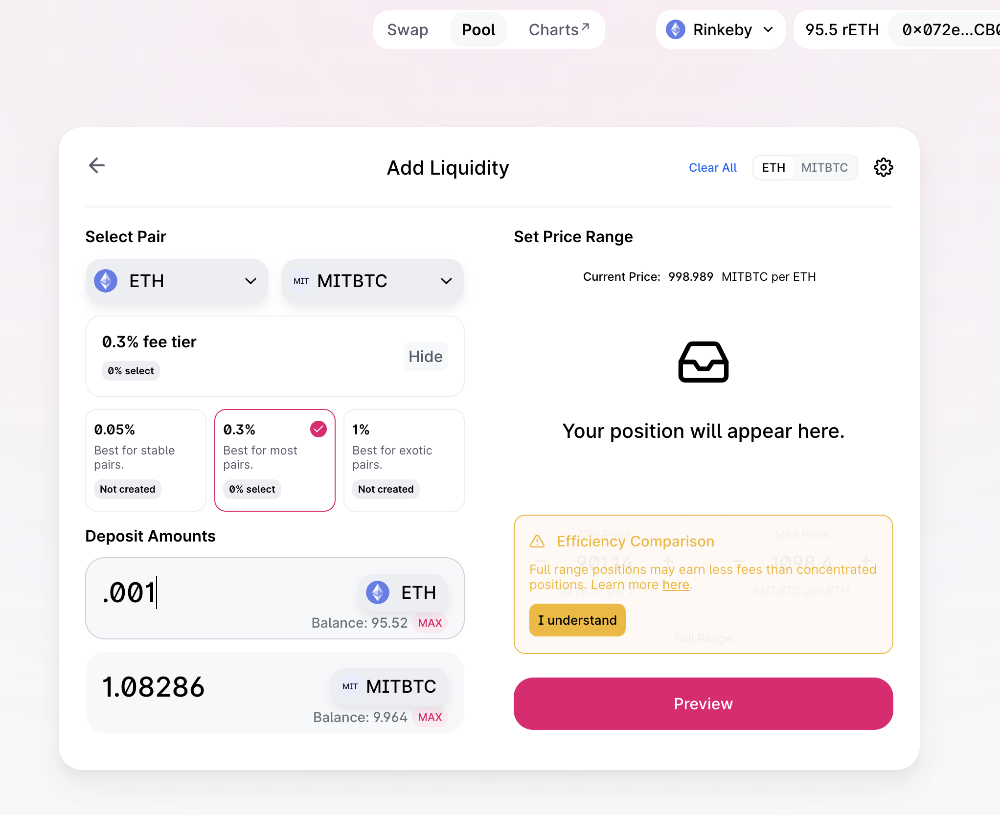 Swap
Pool
Charts↗
Rinkeby
95.5 rETH
0×072e...CB0
Add Liquidity
Clear All
ETH
MITBTC
Select Pair
ETH
MIT
MITBTC
0.3% fee tier
0% select
Hide
0.05%
Best for stable
pairs.
Not created
0.3%
Best for most
pairs.
0% select
1%
Best for exotic
pairs.
Not created
Deposit Amounts
.001
ETH
Balance: 95.52
MAX
1.08286
MIT
MITBTC
Balance: 9.964
MAX
Set Price Range
Current Price: 998.989 MITBTC per ETH
Your position will appear here.
Min Price
Max Price
Efficiency Comparison
901.14
1098.4
Full range positions may earn less fees than concentrated
positions. Learn more here.
MITBTC per ETH
MITBTC per ETH
I understand
Full Range
Preview